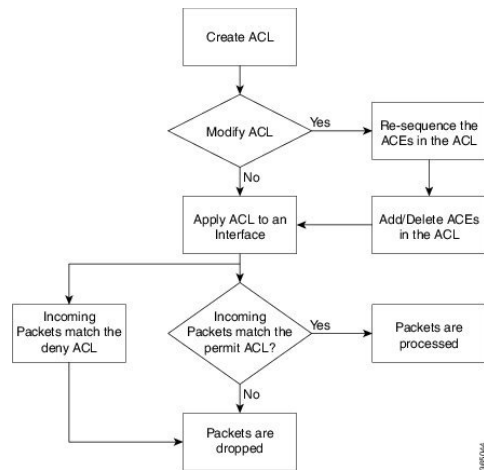 Create ACL
Modify ACL
Yes
Re-sequence the
ACEs in the ACL
No
Apply ACL to an
Interface
Add/Delete ACEs
in the ACL
Incoming
Packets match the
deny ACL
Incoming
Packets match the
permit ACL?
Yes
Packets are
processed
No
Packets are
dropped